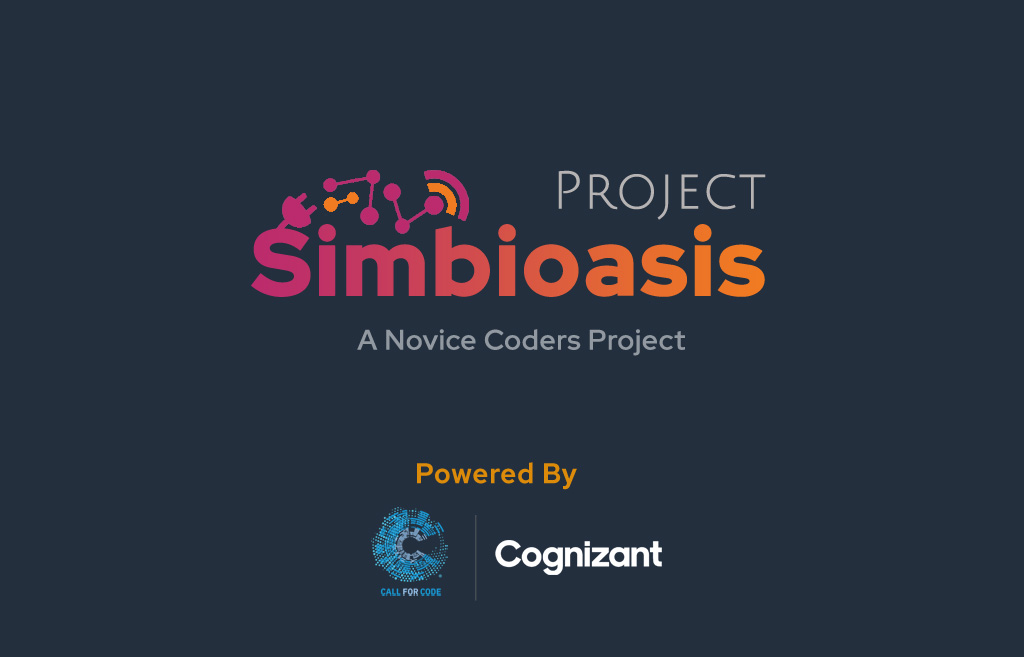 PROJECT
Simbioasis
A Novice Coders Project
Powered By
Cognizant
CALL FOR CODE